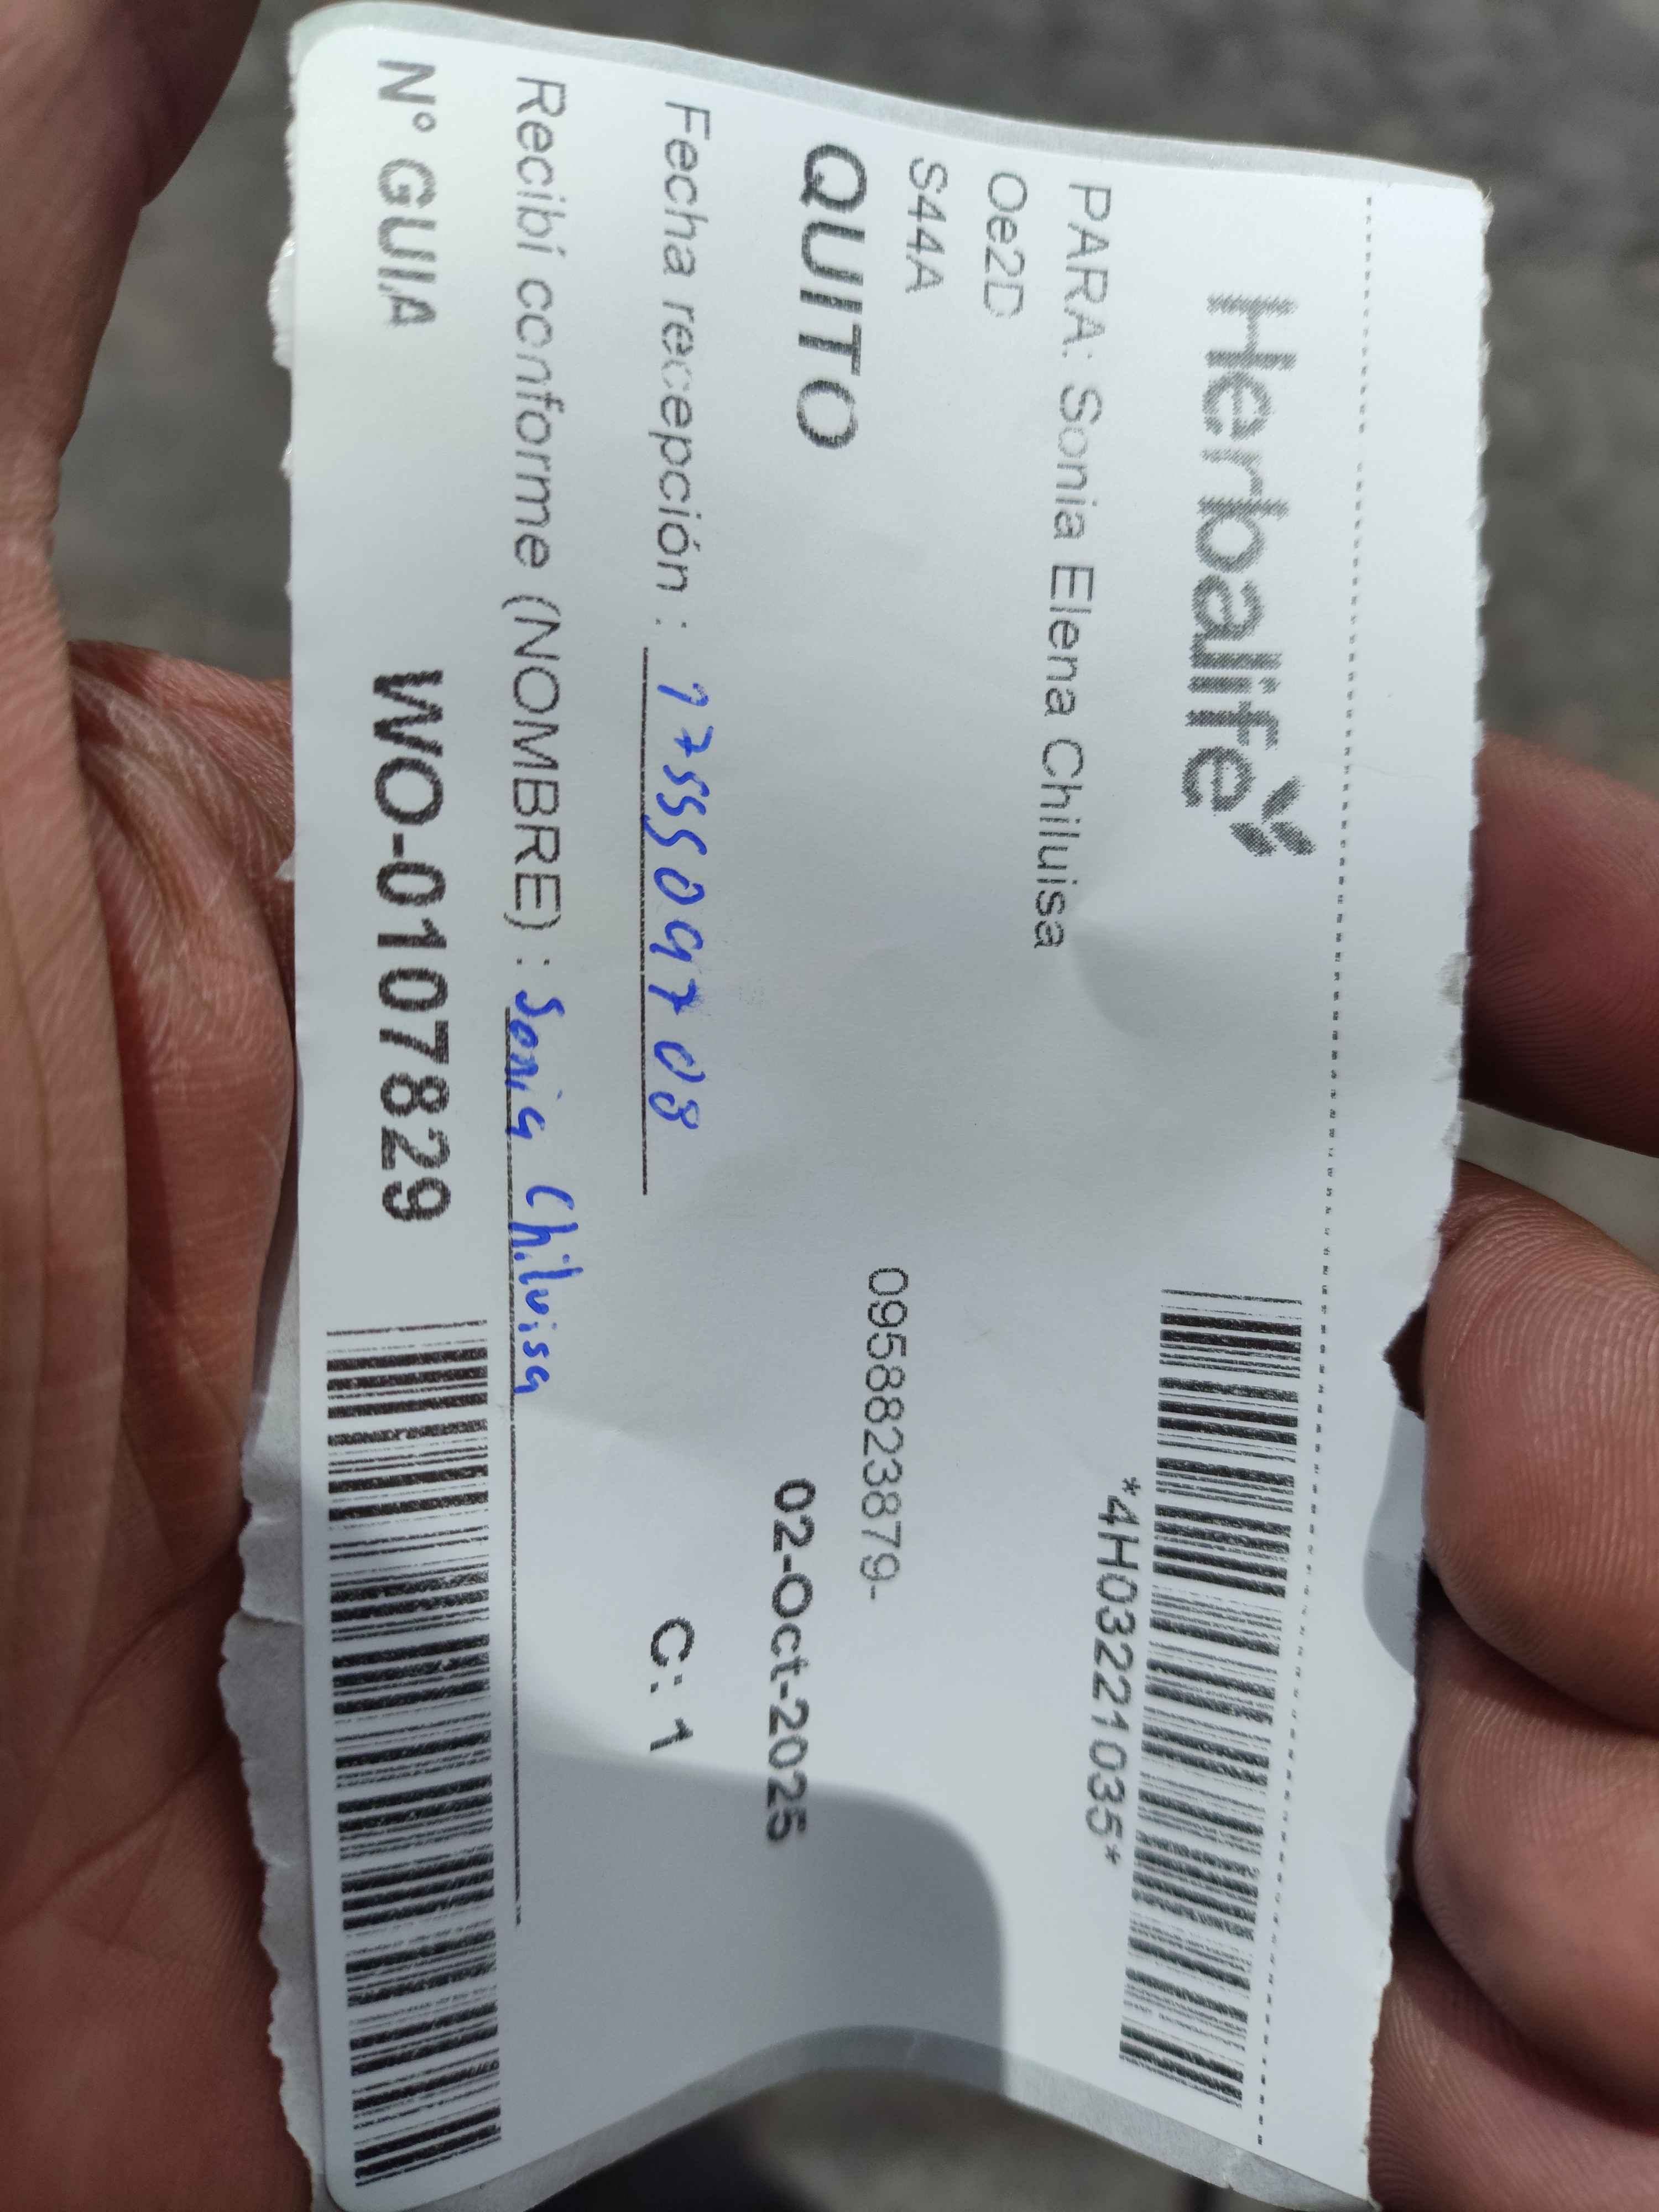 Herbalife
*4H03221035*
PARA: Sonia Elena Chiluisa
Oe2D
S44A
0958823879-
QUITO
02-Oct-2025
Fecha recepción : 1755504708
C: 1
Recibí conforme (NOMBRE) : Sonia Chiluisa
N° GUIA WO-0107829